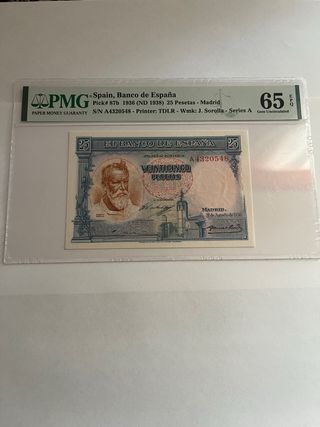 PMG
PAPER MONEY GUARANTY
Spain, Banco de España
Pick# 87b 1936 (ND 1938) 25 Pesetas - Madrid
S/N A4320548 - Printer: TDLR - Wmk: J. Sorolla - Series A
65 EPQ
Gem Uncirculated
25 EL BANCO DE ESPAÑA 25
A4320548
VEINTICINCO
PESETAS
MADRID,